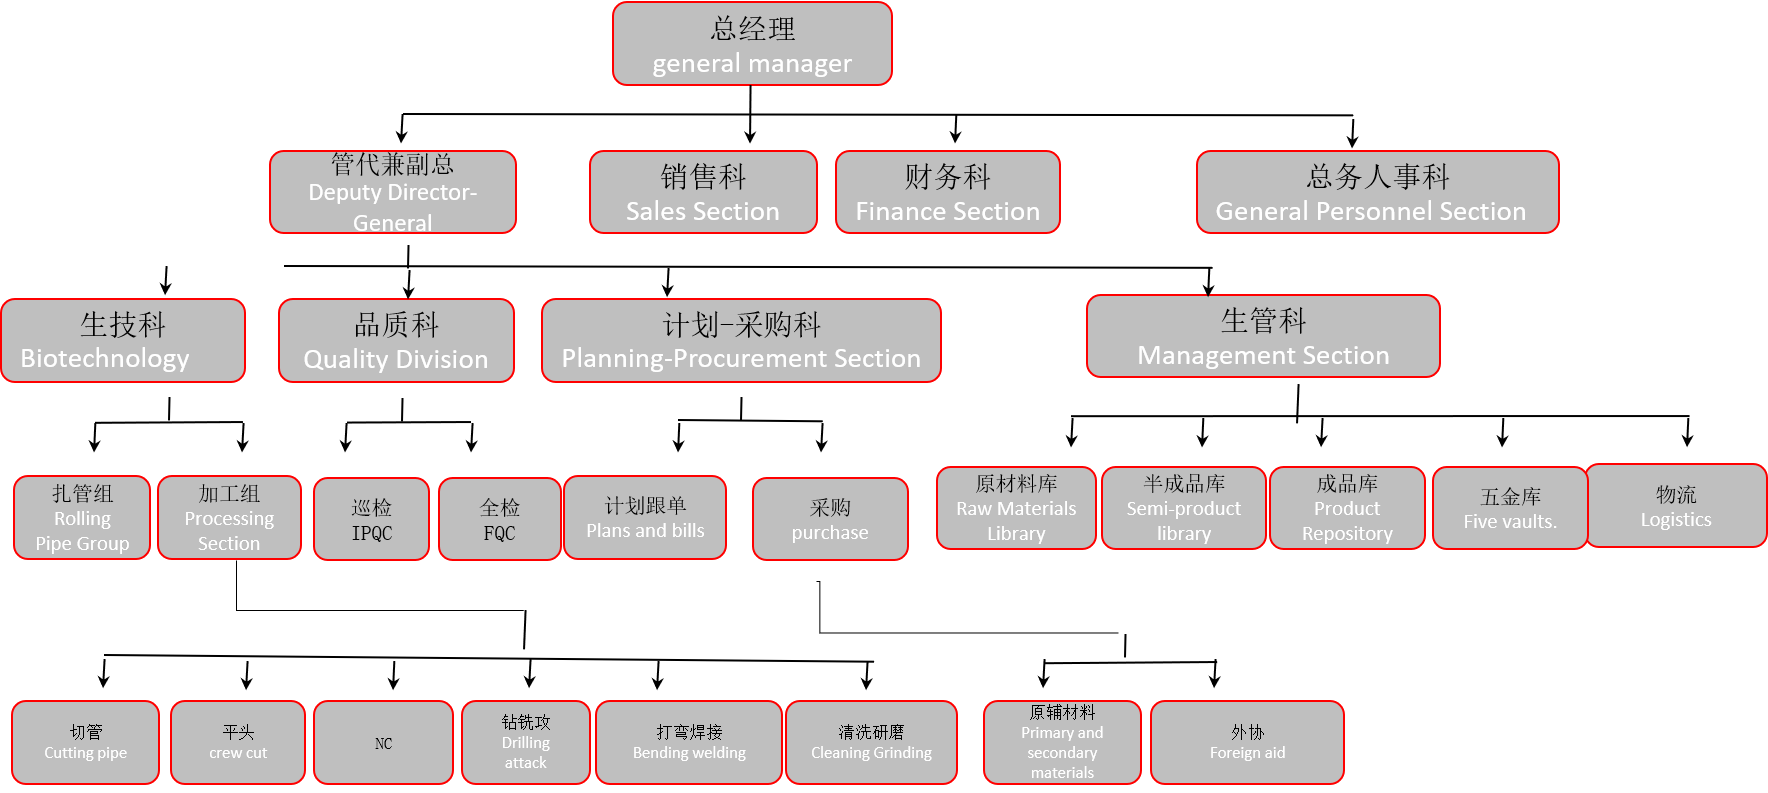 总经理
general manager
管代兼副总
Deputy Director-
General
销售科
Sales Section
财务科
Finance Section
总务人事科
General Personnel Section
生技科
Biotechnology
品质科
Quality Division
计划-采购科
Planning-Procurement Section
生管科
Management Section
扎管组
Rolling
Pipe Group
加工组
Processing
Section
巡检
IPQC
全检
FQC
计划跟单
Plans and bills
采购
purchase
原材料库
Raw Materials
Library
半成品库
Semi-product
library
成品库
Product
Repository
五金库
Five vaults.
物流
Logistics
切管
Cutting pipe
平头
crew cut
NC
钻铣攻
Drilling
attack
打弯焊接
Bending welding
清洗研磨
Cleaning Grinding
原辅材料
Primary and
secondary
materials
外协
Foreign aid